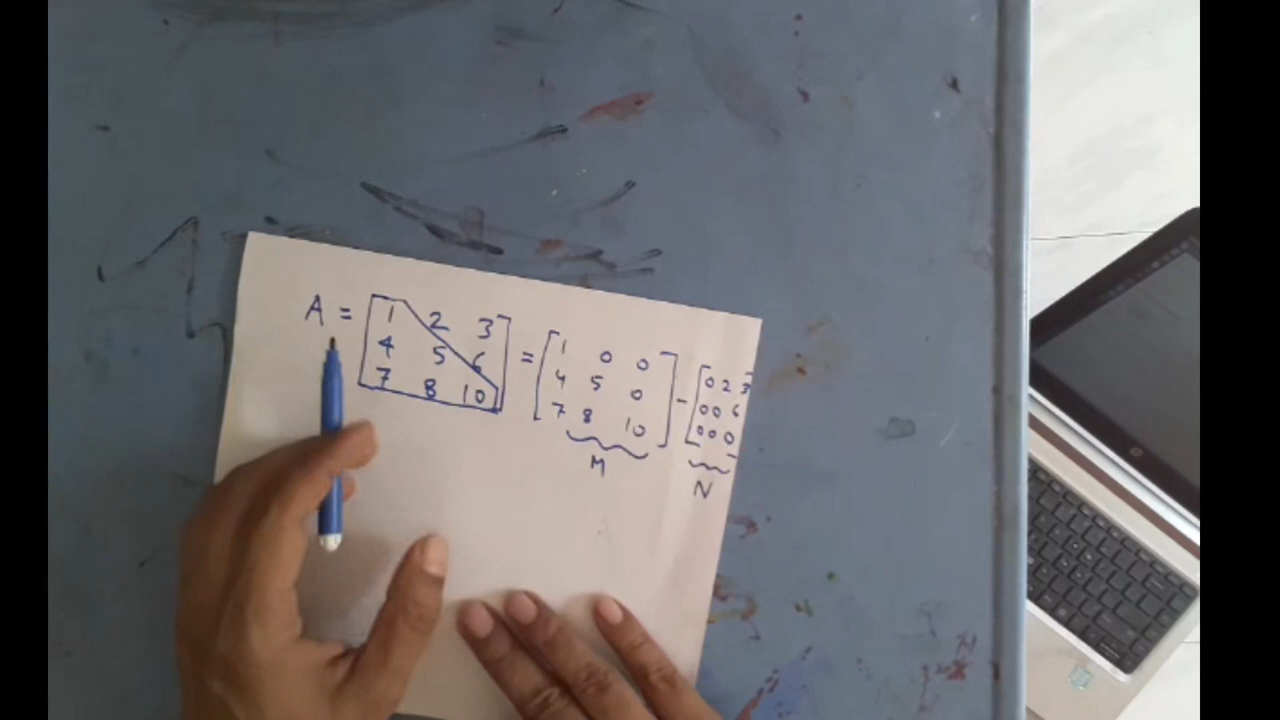 A = [ 1 2 3 ] = [ 1 0 0 ] - [ 0 2 3 ]
4 5 6 4 5 0 0 0 6
7 8 10 7 8 10 0 0 0
M N